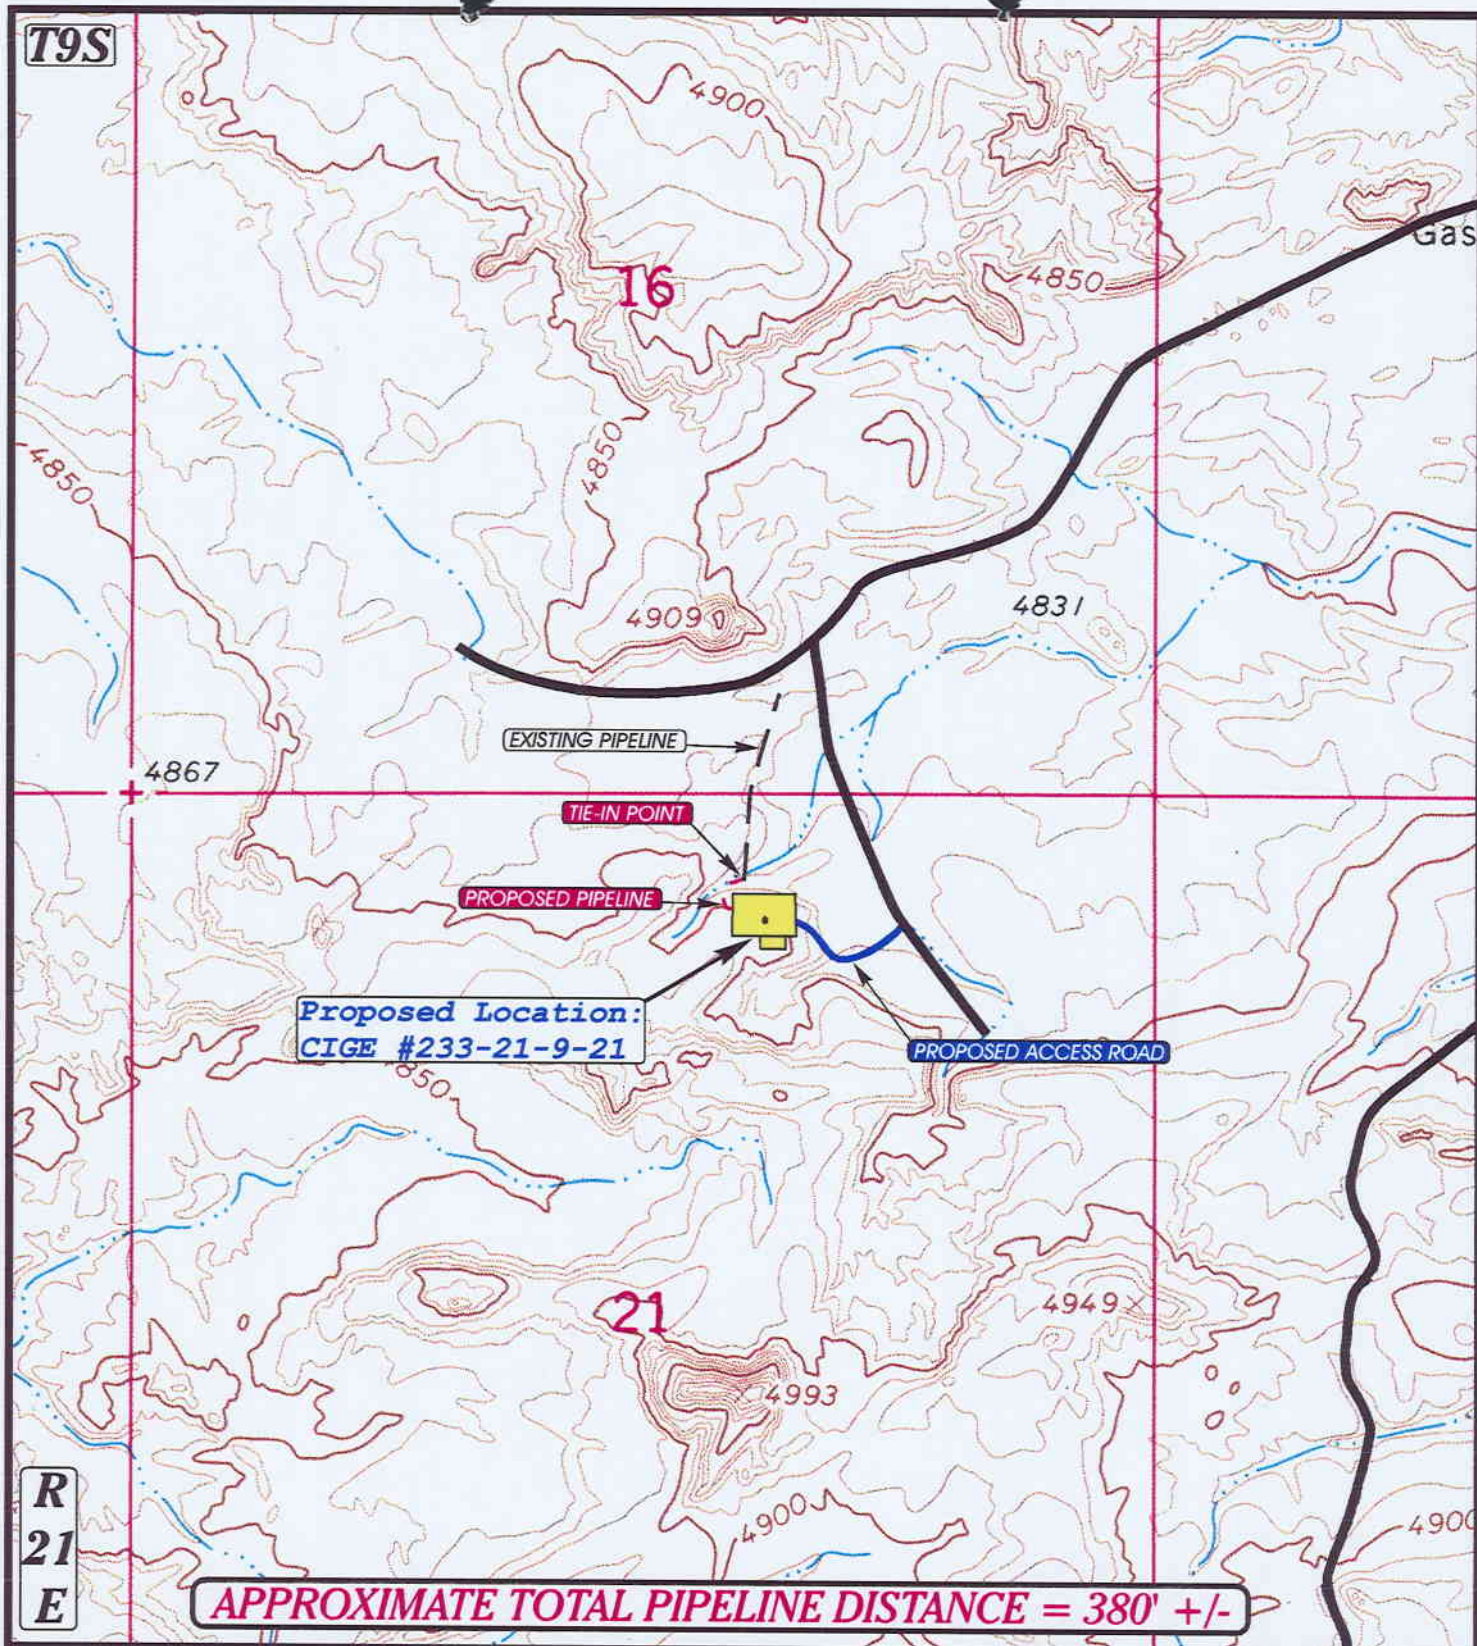 T9S
4900
Gas
16
4850
4850
4850
4909
4831
EXISTING PIPELINE
4867
TIE-IN POINT
PROPOSED PIPELINE
Proposed Location:
CIGE #233-21-9-21
PROPOSED ACCESS ROAD
4850
21
4949
4993
4900
4900
R
21
E
APPROXIMATE TOTAL PIPELINE DISTANCE = 380' +/-